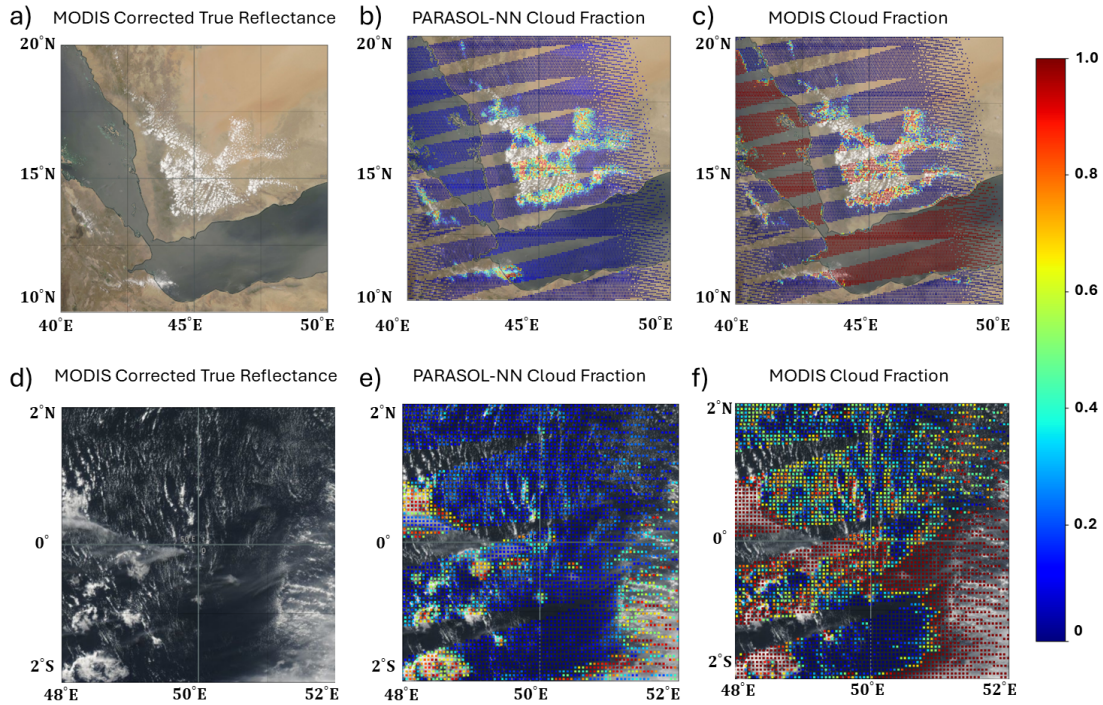 a) MODIS Corrected True Reflectance
b) PARASOL-NN Cloud Fraction
c) MODIS Cloud Fraction
20°N
15°N
10°N
40°E 45°E 50°E
20°N
15°N
10°N
40°E 45°E 50°E
20°N
15°N
10°N
40°E 45°E 50°E
1.0
0.8
0.6
0.4
0.2
0
d) MODIS Corrected True Reflectance
e) PARASOL-NN Cloud Fraction
f) MODIS Cloud Fraction
2°N
0°
2°S
48°E 50°E 52°E
2°N
0°
2°S
48°E 50°E 52°E
2°N
0°
2°S
48°E 50°E 52°E